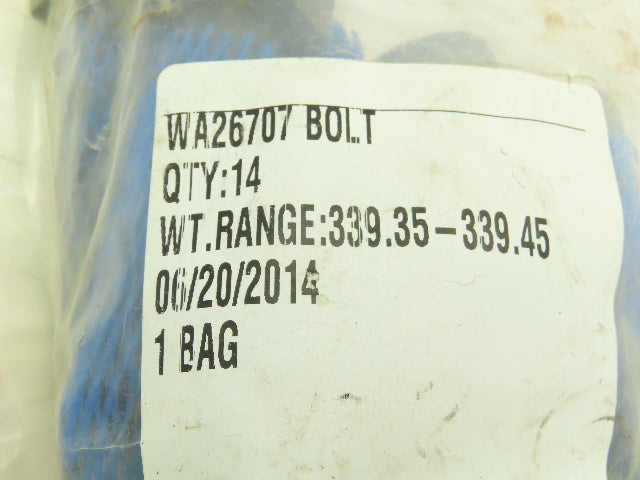 WA26707 BOLT
QTY:14
WT.RANGE:339.35-339.45
06/20/2014
1 BAG